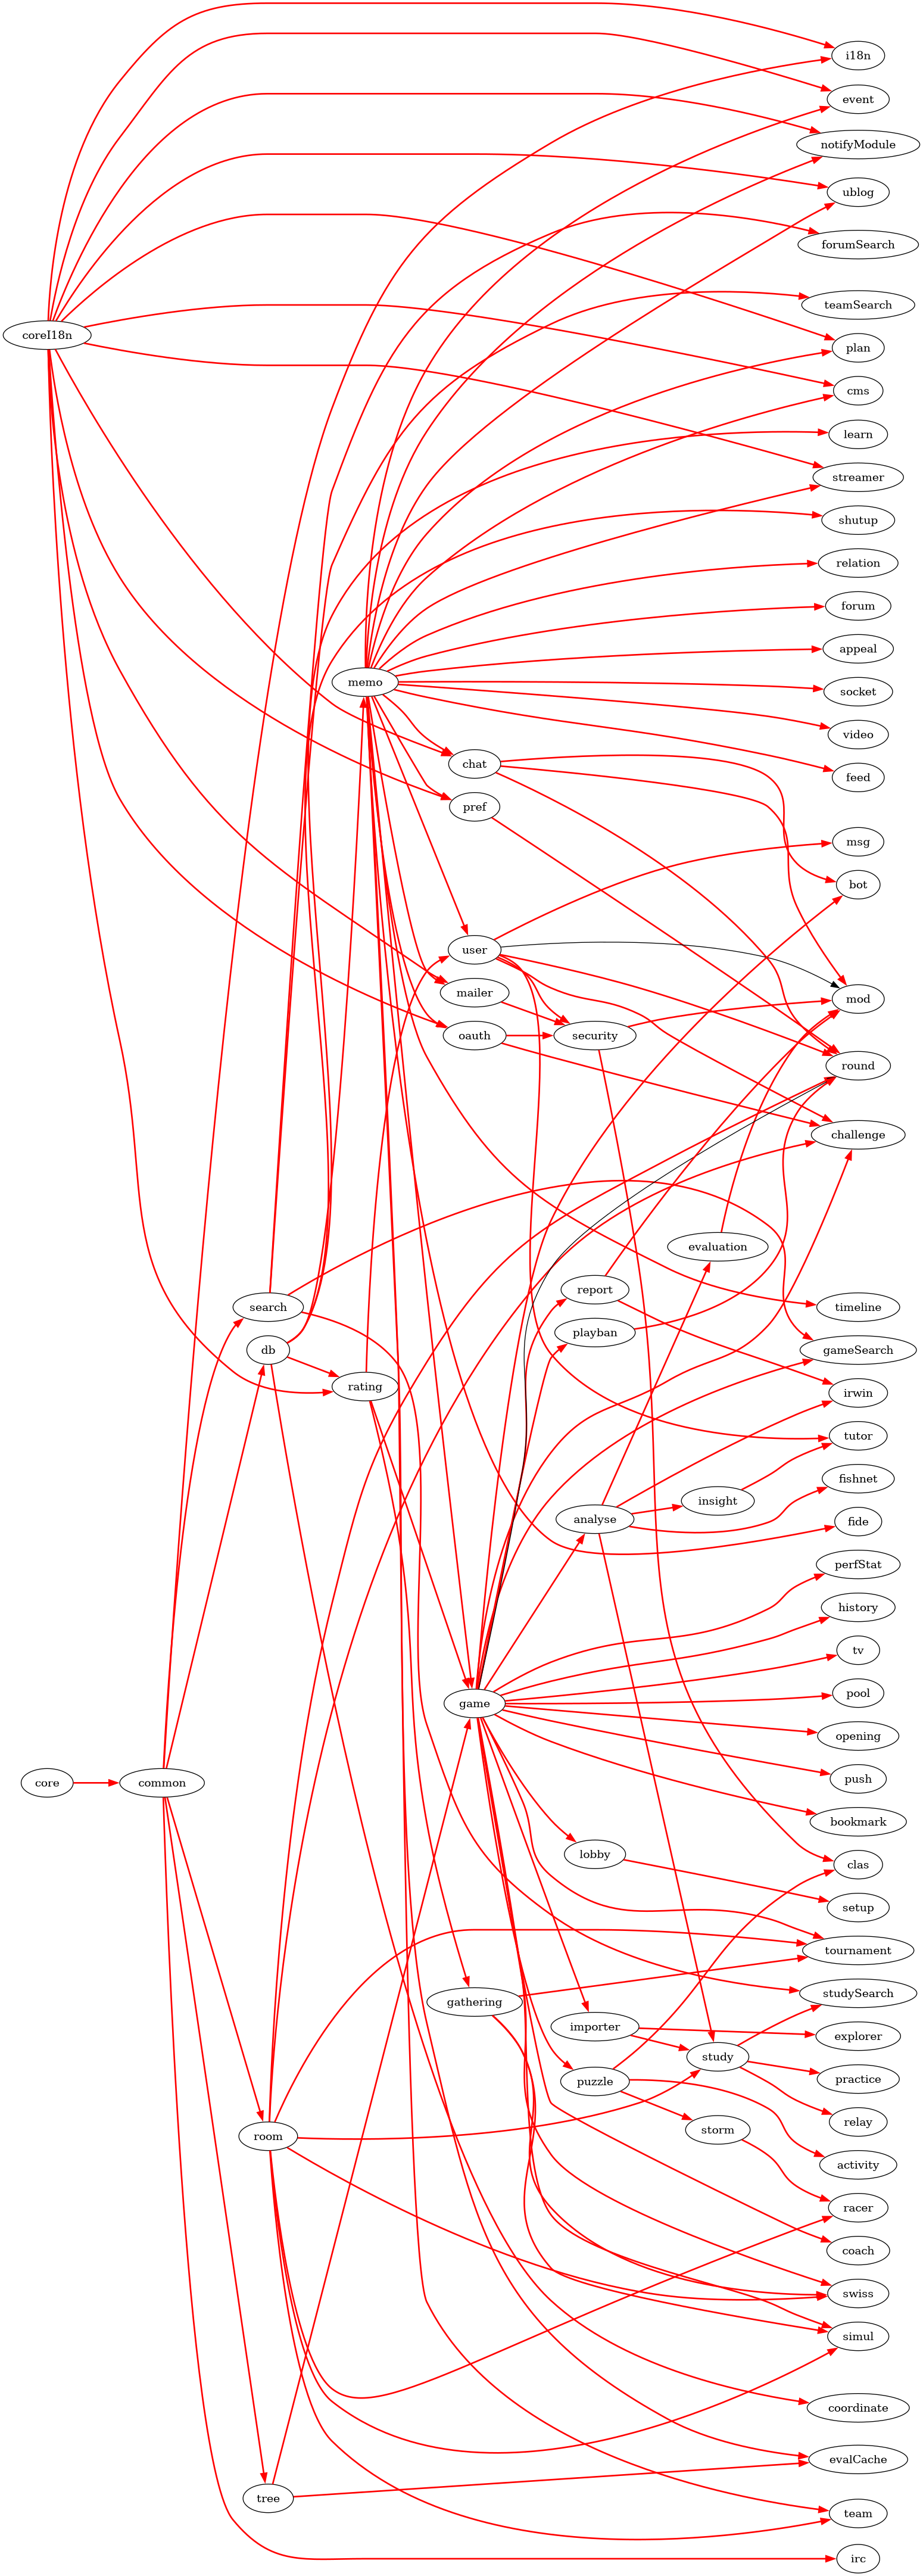 i18n
event
notifyModule
ublog
forumSearch
teamSearch
coreI18n
plan
cms
learn
streamer
shutup
relation
forum
appeal
memo
socket
video
chat
feed
pref
msg
bot
user
mailer
mod
oauth
security
round
challenge
evaluation
report
search
timeline
playban
db
gameSearch
rating
irwin
tutor
fishnet
insight
analyse
fide
perfStat
history
tv
pool
game
opening
core
common
push
bookmark
lobby
clas
setup
tournament
studySearch
gathering
importer
explorer
study
practice
puzzle
relay
storm
room
activity
racer
coach
swiss
simul
coordinate
evalCache
tree
team
irc